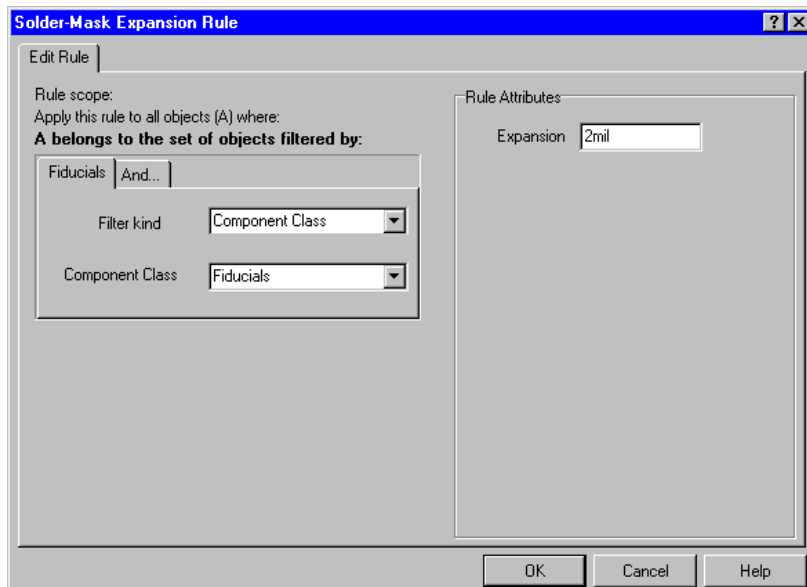 Solder-Mask Expansion Rule
Edit Rule
Rule scope:
Apply this rule to all objects (A) where:
A belongs to the set of objects filtered by:
Fiducials
And...
Filter kind
Component Class
Component Class
Fiducials
Rule Attributes
Expansion
2mil
OK
Cancel
Help